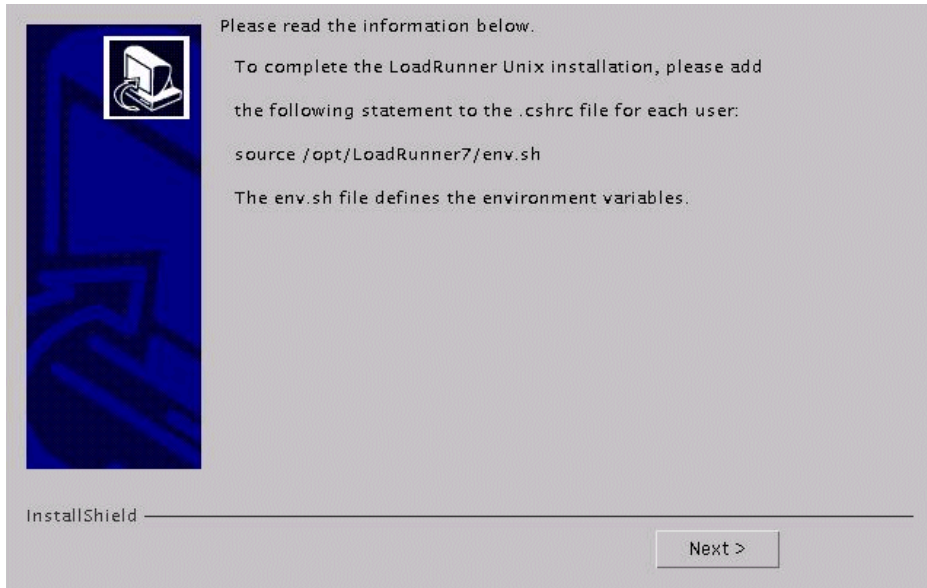 Please read the information below.
To complete the LoadRunner Unix installation, please add
the following statement to the .cshrc file for each user:
source /opt/LoadRunner7/env.sh
The env.sh file defines the environment variables.
InstallShield
Next >